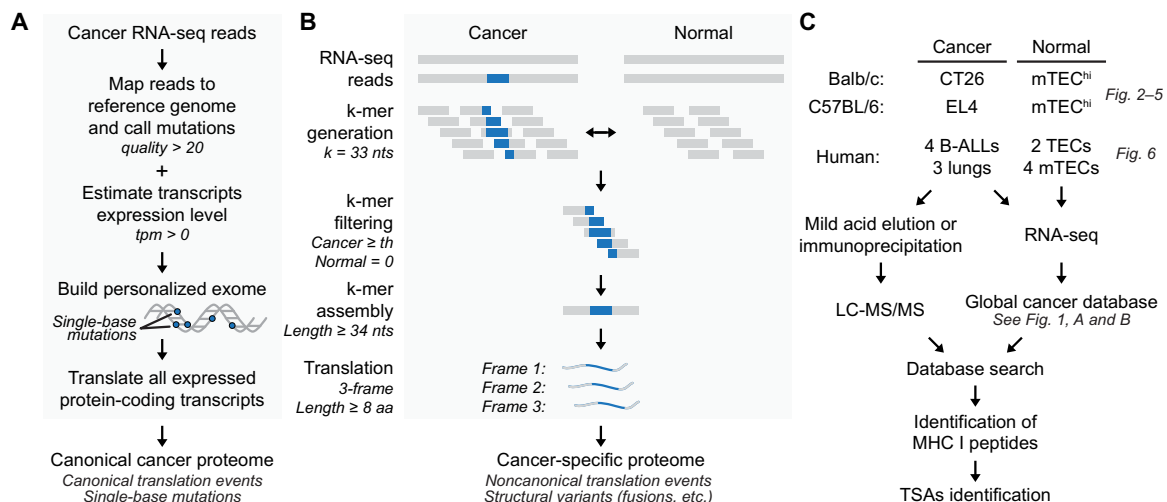 A
Cancer RNA-seq reads
Map reads to
reference genome
and call mutations
quality > 20
+
Estimate transcripts
expression level
tpm > 0
Build personalized exome
Single-base
mutations
Translate all expressed
protein-coding transcripts
Canonical cancer proteome
Canonical translation events
Single-base mutations
B
Cancer Normal
RNA-seq
reads
k-mer
generation
k = 33 nts
k-mer
filtering
Cancer ≥ th
Normal = 0
k-mer
assembly
Length ≥ 34 nts
Translation
3-frame
Length ≥ 8 aa
Frame 1:
Frame 2:
Frame 3:
Cancer-specific proteome
Noncanonical translation events
Structural variants (fusions, etc.)
C
Cancer Normal
Balb/c: CT26 mTEChi
C57BL/6: EL4 mTEChi
Fig. 2–5
Human:
4 B-ALLs 2 TECs
3 lungs 4 mTECs
Fig. 6
Mild acid elution or
immunoprecipitation
RNA-seq
LC-MS/MS
Global cancer database
See Fig. 1, A and B
Database search
Identification of
MHC I peptides
TSAs identification